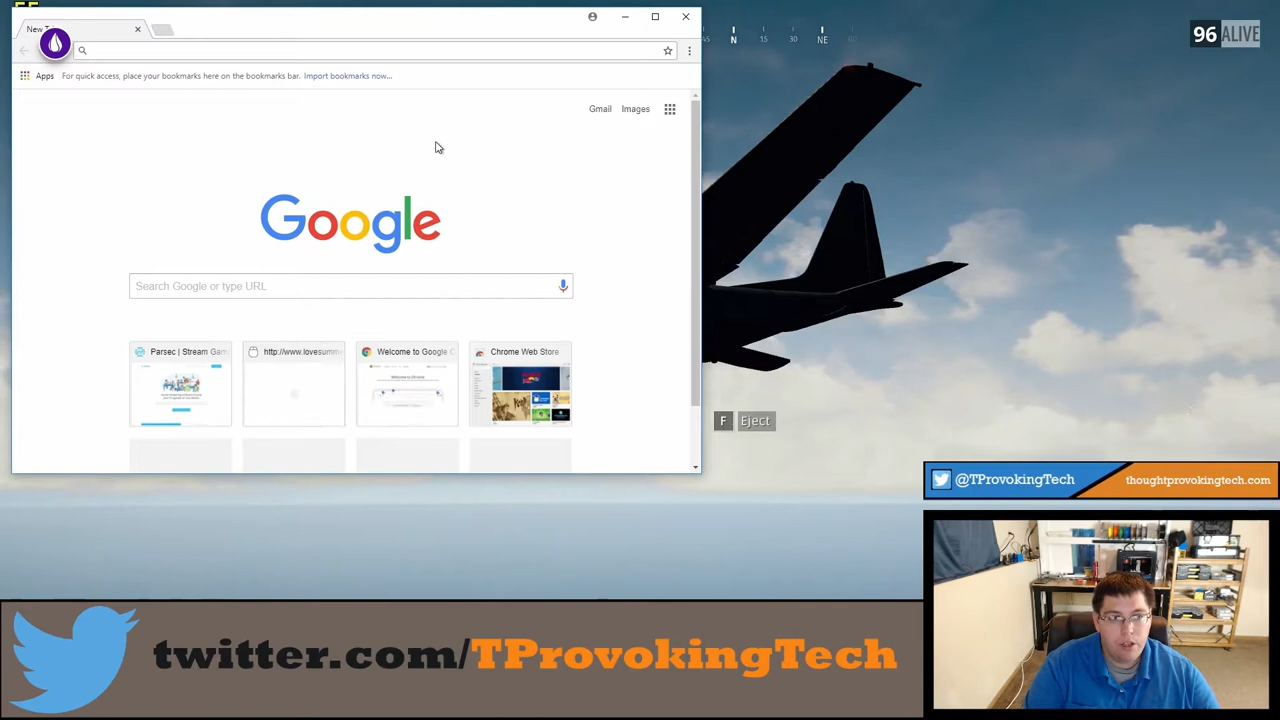 New T
Apps For quick access, place your bookmarks here on the bookmarks bar. Import bookmarks now...
Gmail Images
Google
Search Google or type URL
Parsec | Stream Gam
http://www.lovesumm
Welcome to Google C
Chrome Web Store
N 15 30 NE
96 ALIVE
F Eject
@TProvokingTech
thoughtprovokingtech.com
twitter.com/TProvokingTech